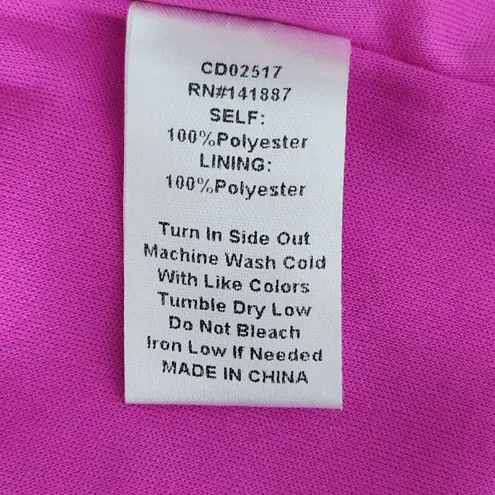 CD02517
RN#141887
SELF:
100%Polyester
LINING:
100%Polyester
Turn In Side Out
Machine Wash Cold
With Like Colors
Tumble Dry Low
Do Not Bleach
Iron Low If Needed
MADE IN CHINA